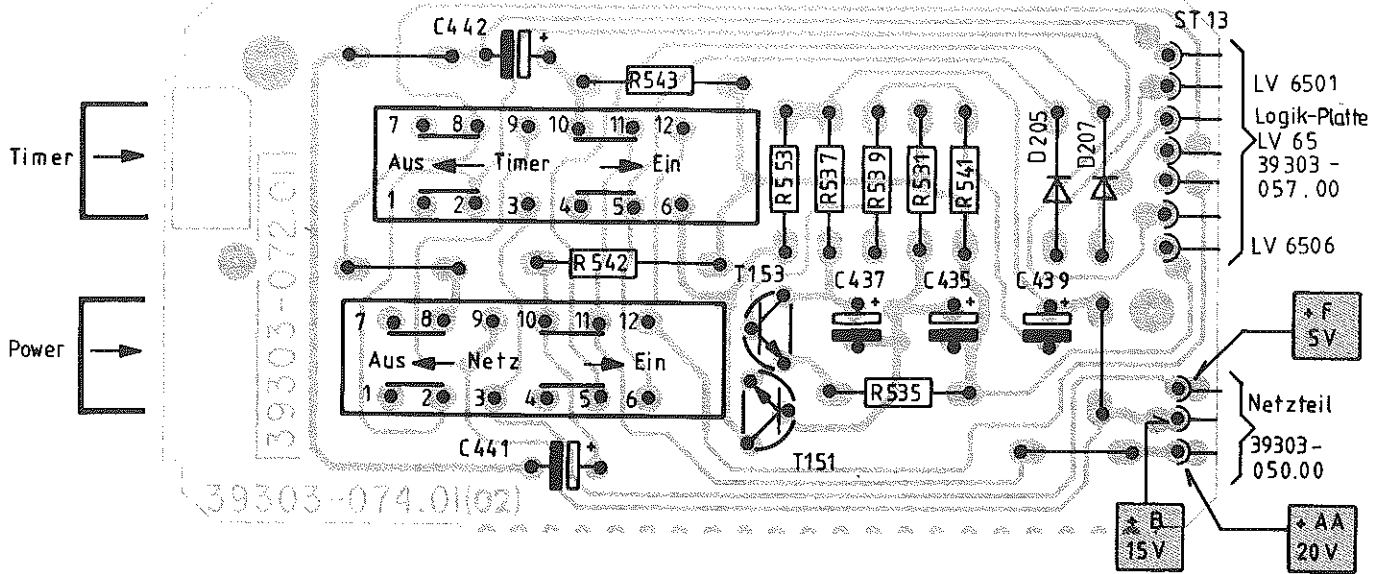 ST 13
C442
R543
LV 6501
Logik-Platte
LV 65
39303-
057.00
LV 6506
Timer
7 8 9 10 11 12
Aus Timer Ein
1 2 3 4 5 6
R553
R537
R539
R531
R541
D205
D207
39303-072.01
R542
T153
C437
C435
C439
+ F
5V
Power
7 8 9 10 11 12
Aus Netz Ein
1 2 3 4 5 6
R535
Netzteil
39303-
050.00
C441
T151
39303-074.01(02)
B
15V
+ AA
20V